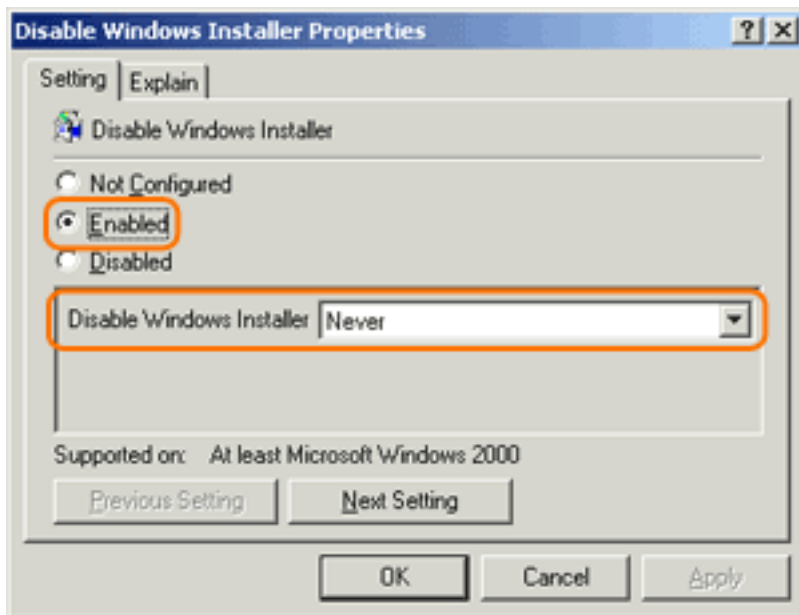 Disable Windows Installer Properties
Setting
Explain
Disable Windows Installer
Not Configured
Enabled
Disabled
Disable Windows Installer Never
Supported on: At least Microsoft Windows 2000
Previous Setting
Next Setting
OK
Cancel
Apply